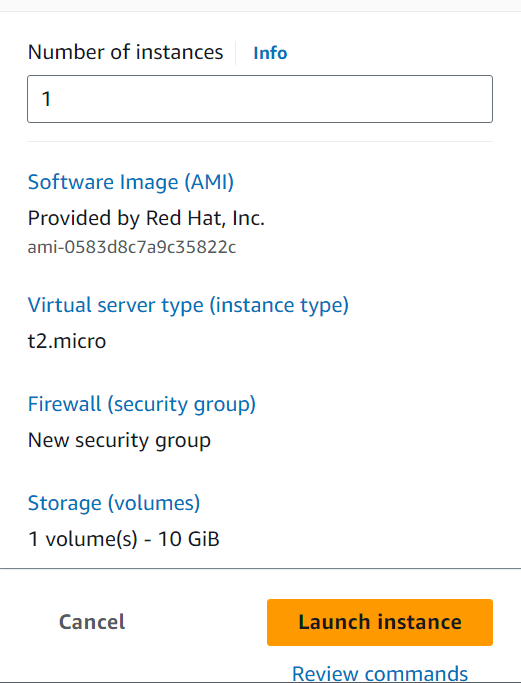 Number of instances Info
1
Software Image (AMI)
Provided by Red Hat, Inc.
ami-0583d8c7a9c35822c
Virtual server type (instance type)
t2.micro
Firewall (security group)
New security group
Storage (volumes)
1 volume(s) - 10 GiB
Cancel Launch instance
Review commands